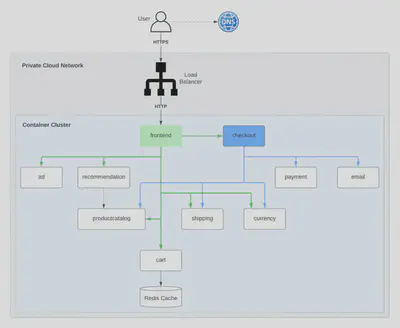 User
DNS
HTTPS
Private Cloud Network
Load
Balancer
HTTP
Container Cluster
frontend
checkout
ad
recommendation
payment
email
productcatalog
shipping
currency
cart
Redis Cache